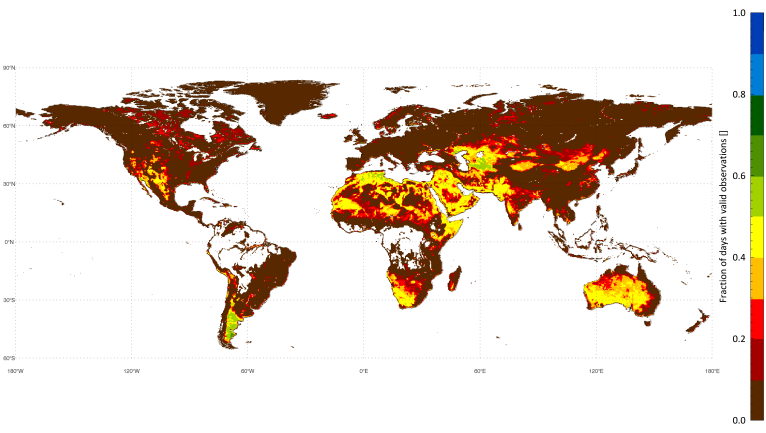 1.0
0.8
0.6
0.4
0.2
0.0
Fraction of days with valid observations []
90°N
60°N
30°N
0°N
30°S
60°S
180°W
120°W
60°W
0°E
60°E
120°E
180°E